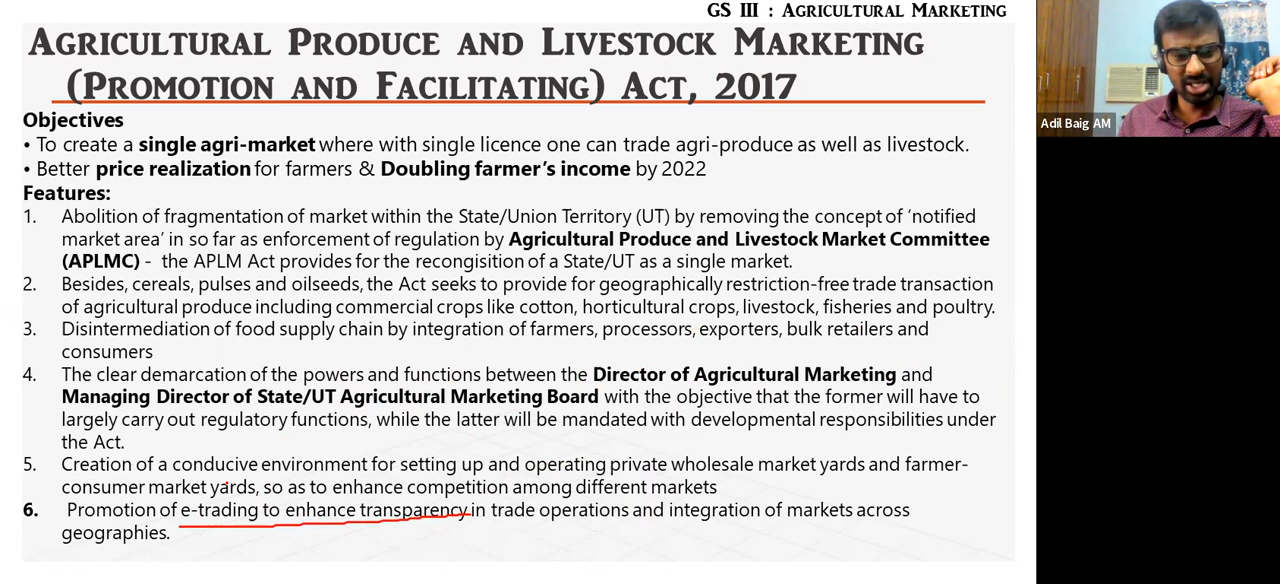 GS III : Agricultural Marketing
Agricultural Produce and Livestock Marketing
(Promotion and Facilitating) Act, 2017
Objectives
• To create a single agri-market where with single licence one can trade agri-produce as well as livestock.
• Better price realization for farmers & Doubling farmer's income by 2022
Features:
1. Abolition of fragmentation of market within the State/Union Territory (UT) by removing the concept of 'notified
market area' in so far as enforcement of regulation by Agricultural Produce and Livestock Market Committee
(APLMC) - the APLM Act provides for the recongisition of a State/UT as a single market.
2. Besides, cereals, pulses and oilseeds, the Act seeks to provide for geographically restriction-free trade transaction
of agricultural produce including commercial crops like cotton, horticultural crops, livestock, fisheries and poultry.
3. Disintermediation of food supply chain by integration of farmers, processors, exporters, bulk retailers and
consumers
4. The clear demarcation of the powers and functions between the Director of Agricultural Marketing and
Managing Director of State/UT Agricultural Marketing Board with the objective that the former will have to
largely carry out regulatory functions, while the latter will be mandated with developmental responsibilities under
the Act.
5. Creation of a conducive environment for setting up and operating private wholesale market yards and farmer-
consumer market yards, so as to enhance competition among different markets
6. Promotion of e-trading to enhance transparency in trade operations and integration of markets across
geographies.
Adil Baig AM